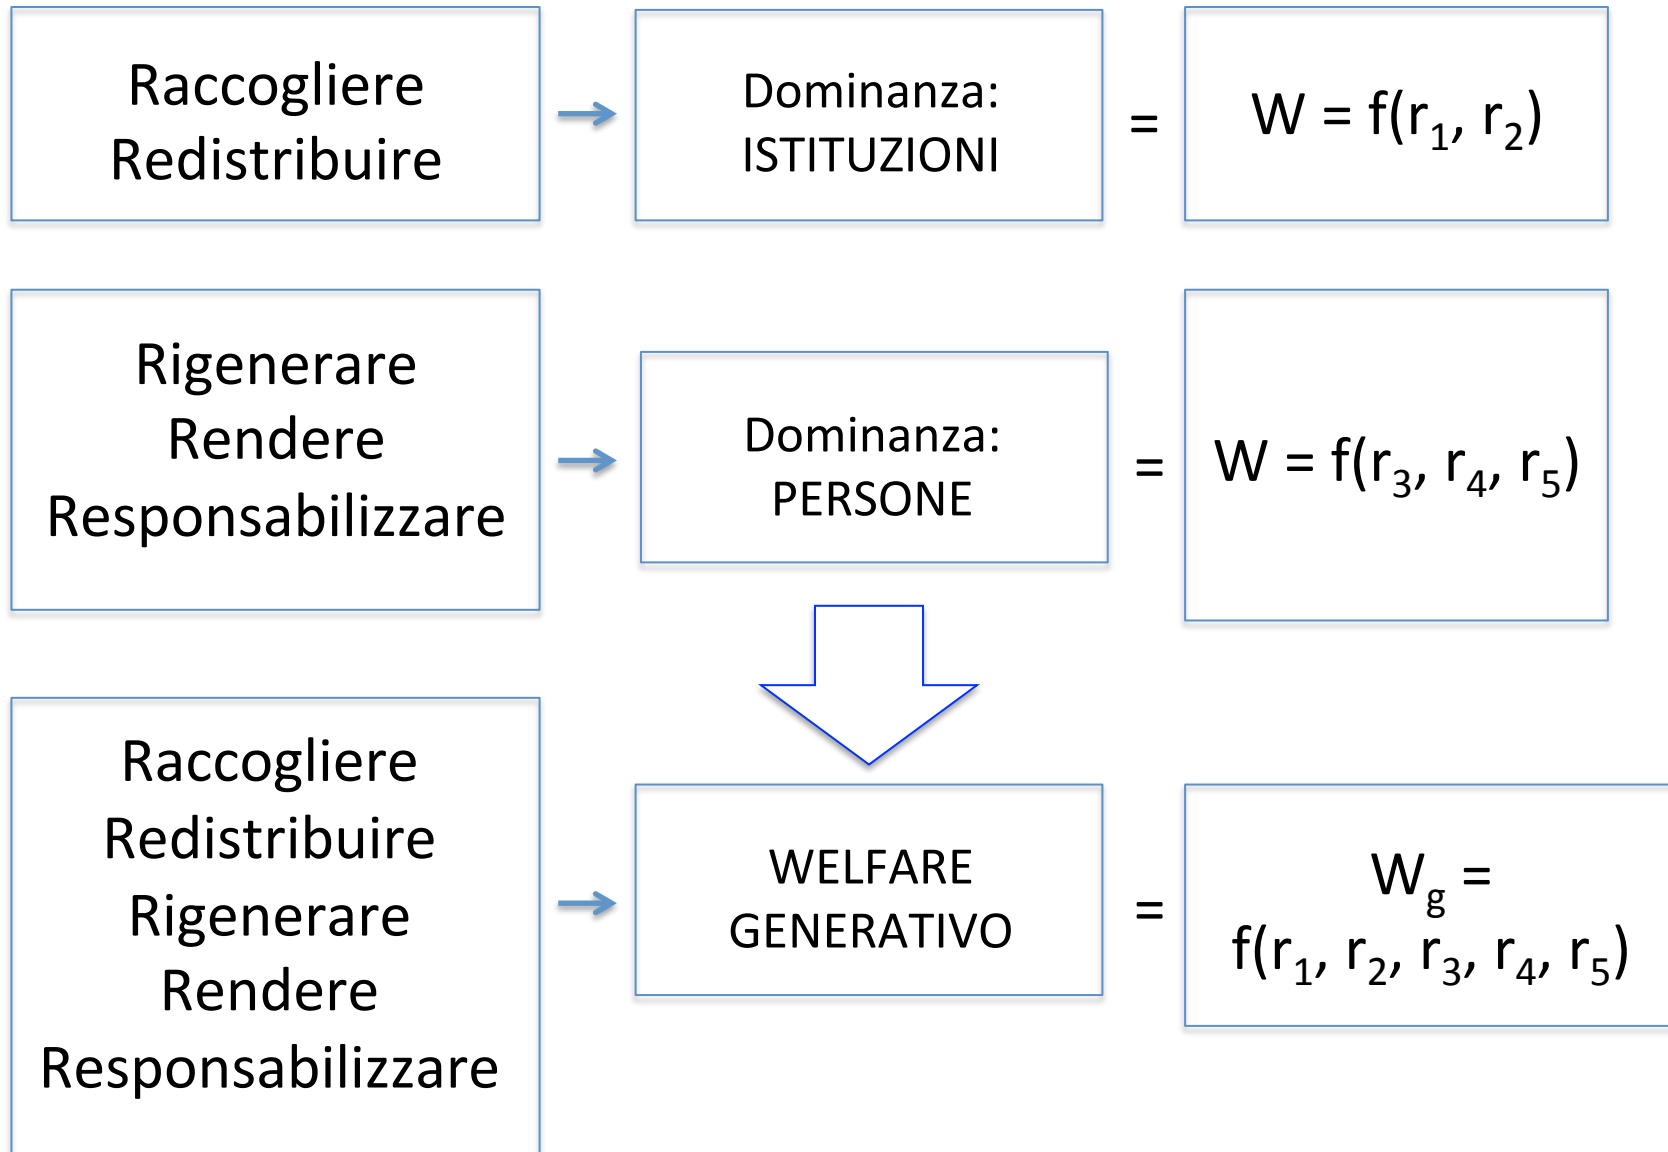 Raccogliere
Redistribuire
Dominanza:
ISTITUZIONI
=
W = f(r₁, r₂)
Rigenerare
Rendere
Responsabilizzare
Dominanza:
PERSONE
=
W = f(r₃, r₄, r₅)
Raccogliere
Redistribuire
Rigenerare
Rendere
Responsabilizzare
WELFARE
GENERATIVO
=
W_g =
f(r₁, r₂, r₃, r₄, r₅)